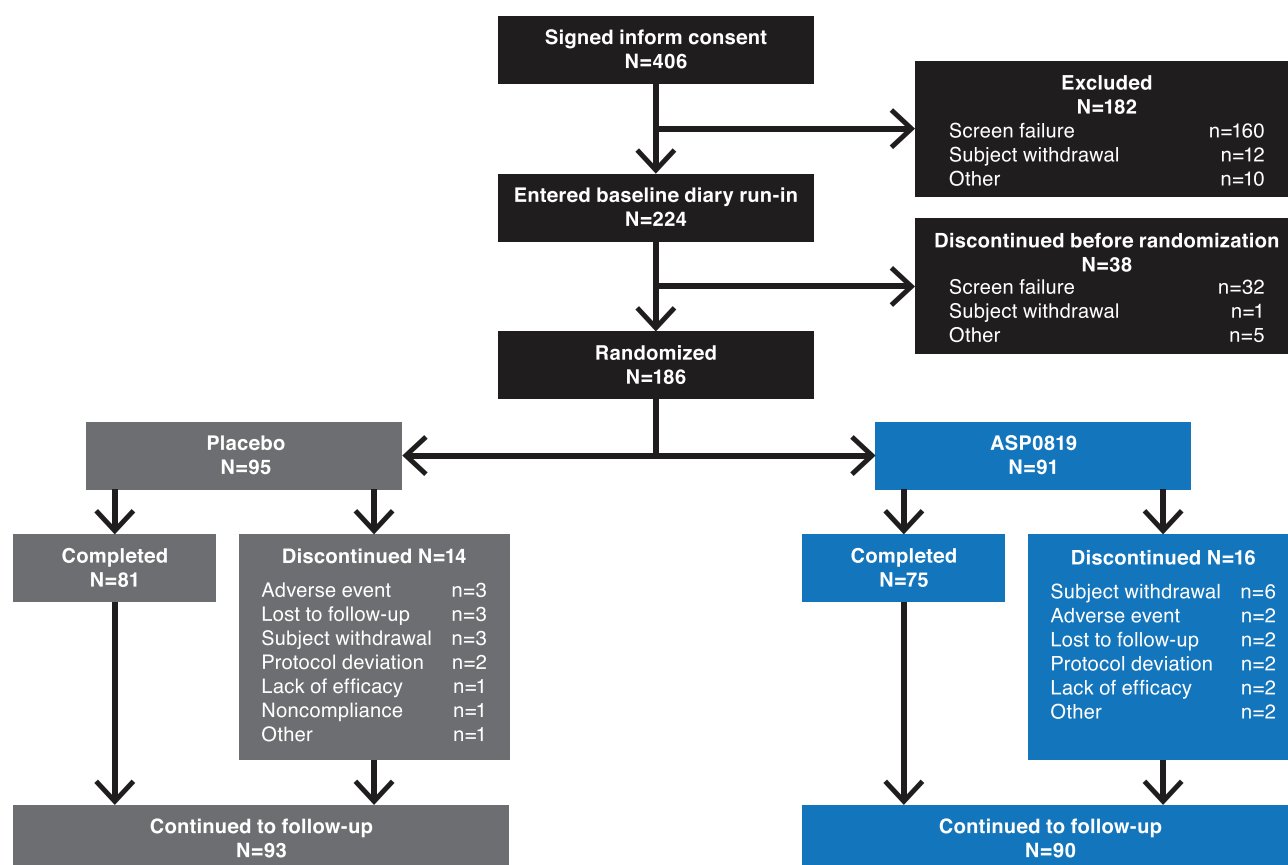 Signed inform consent
N=406
Excluded
N=182
Screen failure n=160
Subject withdrawal n=12
Other n=10
Entered baseline diary run-in
N=224
Discontinued before randomization
N=38
Screen failure n=32
Subject withdrawal n=1
Other n=5
Randomized
N=186
Placebo
N=95
ASP0819
N=91
Completed
N=81
Discontinued N=14
Adverse event n=3
Lost to follow-up n=3
Subject withdrawal n=3
Protocol deviation n=2
Lack of efficacy n=1
Noncompliance n=1
Other n=1
Completed
N=75
Discontinued N=16
Subject withdrawal n=6
Adverse event n=2
Lost to follow-up n=2
Protocol deviation n=2
Lack of efficacy n=2
Other n=2
Continued to follow-up
N=93
Continued to follow-up
N=90